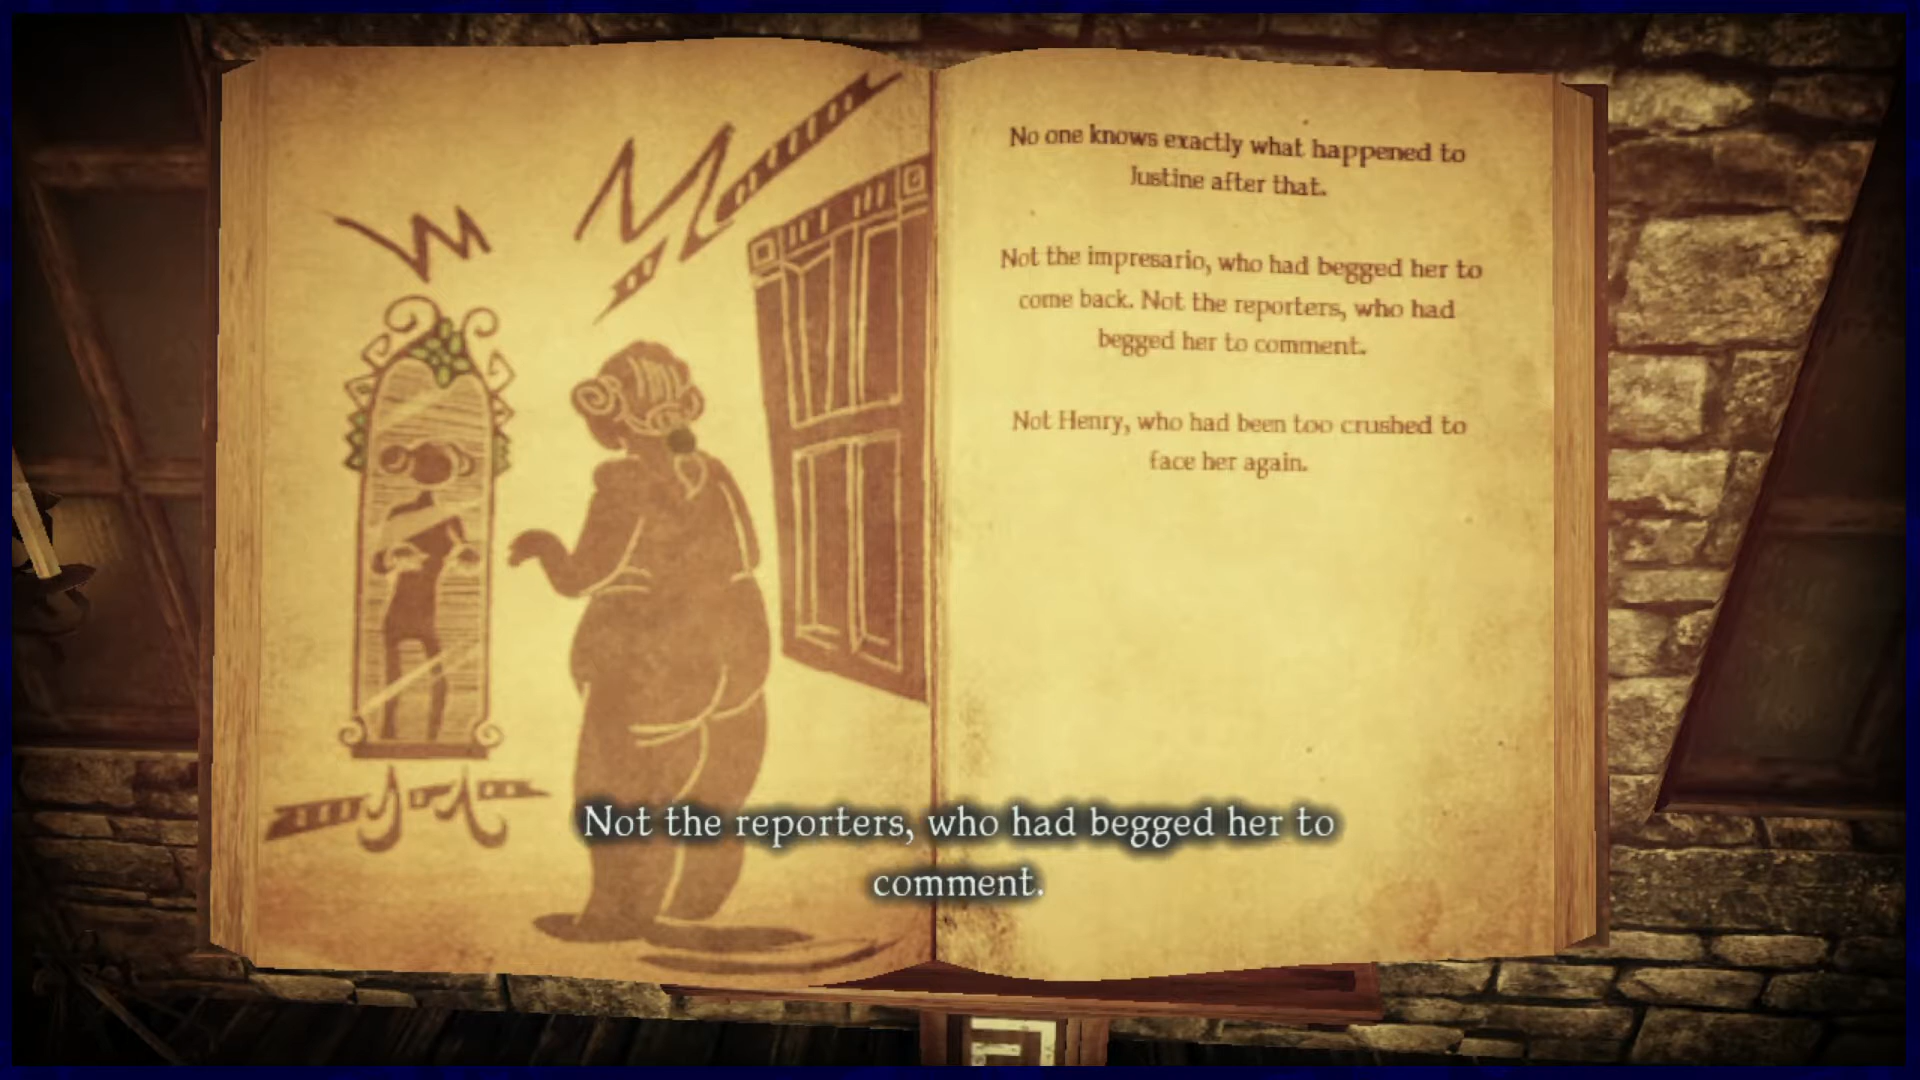 No one knows exactly what happened to
Justine after that.
Not the impresario, who had begged her to
come back. Not the reporters, who had
begged her to comment.
Not Henry, who had been too crushed to
face her again.
Not the reporters, who had begged her to
comment.